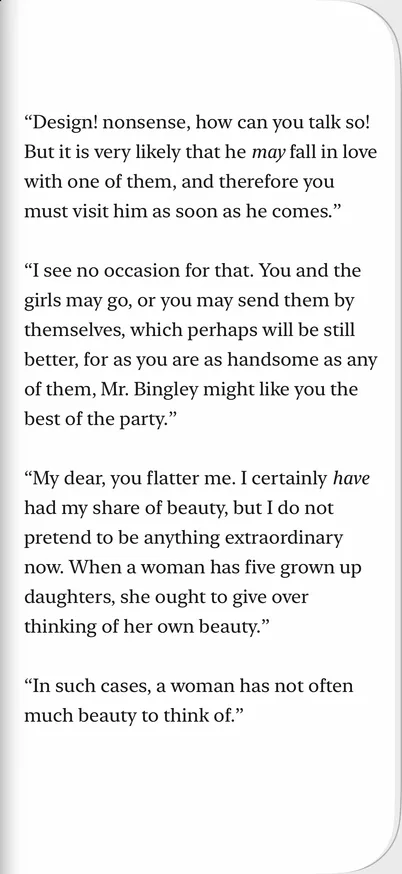 “Design! nonsense, how can you talk so!
But it is very likely that he may fall in love
with one of them, and therefore you
must visit him as soon as he comes.”
“I see no occasion for that. You and the
girls may go, or you may send them by
themselves, which perhaps will be still
better, for as you are as handsome as any
of them, Mr. Bingley might like you the
best of the party.”
“My dear, you flatter me. I certainly have
had my share of beauty, but I do not
pretend to be anything extraordinary
now. When a woman has five grown up
daughters, she ought to give over
thinking of her own beauty.”
“In such cases, a woman has not often
much beauty to think of.”